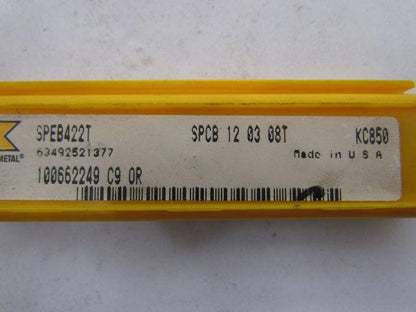 SPEB422T SPCB 12 03 08T KC850
63492521377 Made in U S A
METAL®
100662249 C9 OR